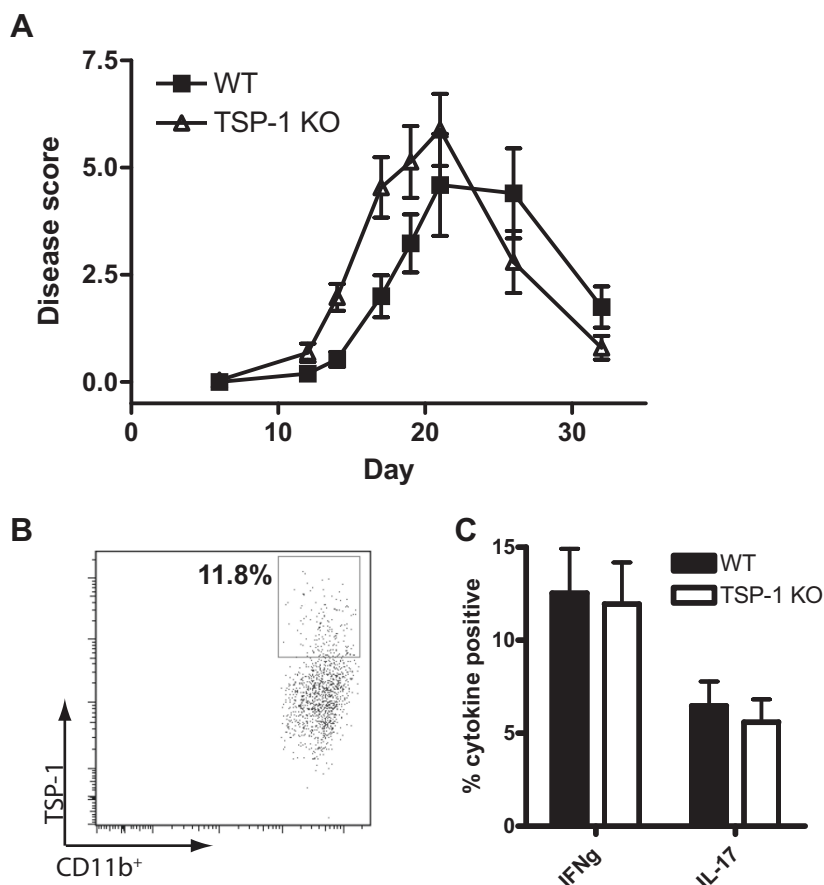 A
7.5
5.0
2.5
0.0
Disease score
WT
TSP-1 KO
0
10
20
30
Day
B
11.8%
TSP-1
CD11b⁺
C
15
10
5
0
% cytokine positive
WT
TSP-1 KO
IFNg
IL-17